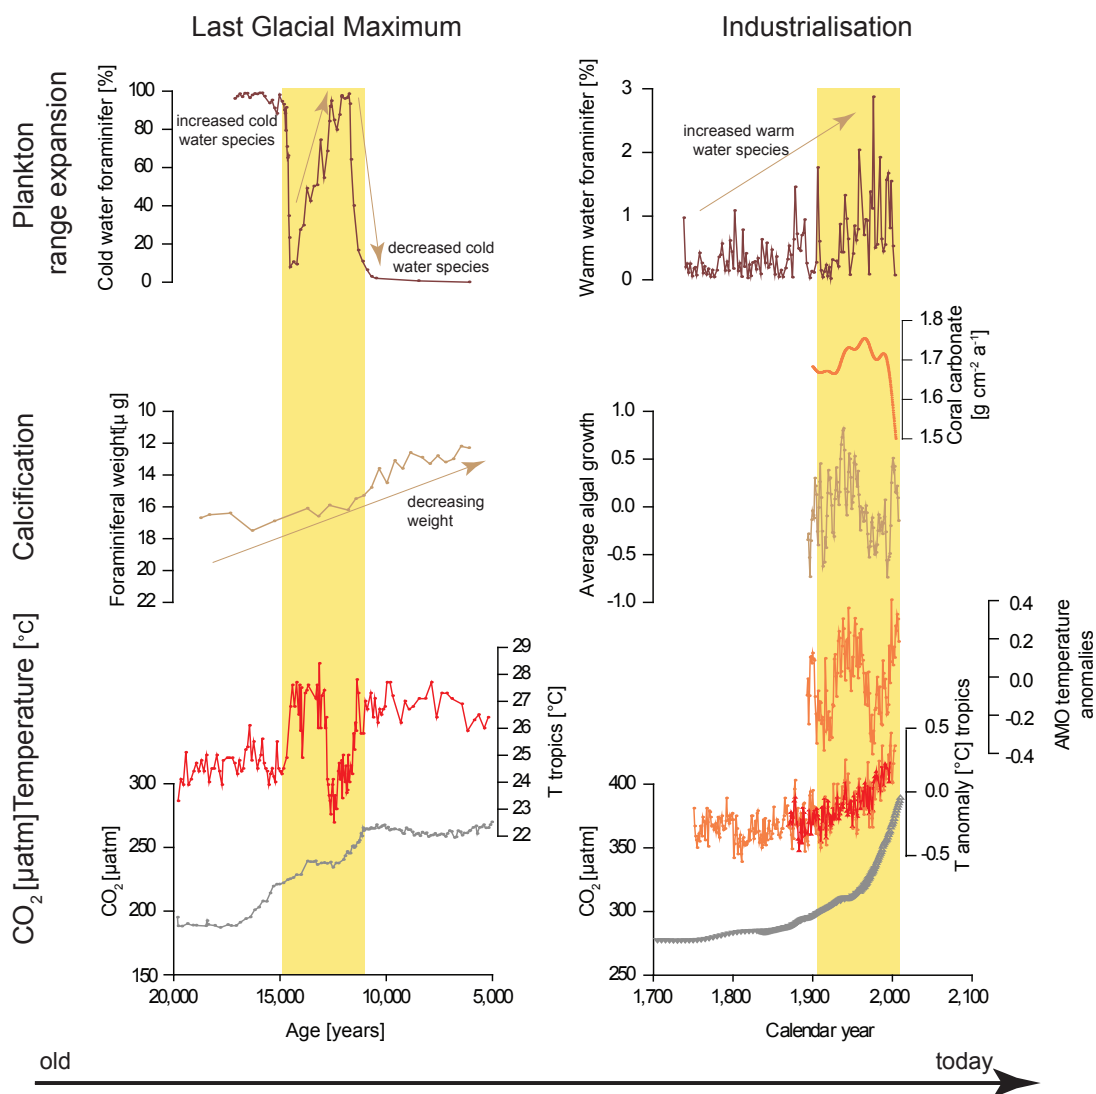 Last Glacial Maximum
Industrialisation
Plankton
range expansion
Cold water foraminifer [%]
100
80
60
40
20
0
increased cold
water species
decreased cold
water species
Warm water foraminifer [%]
3
2
1
0
increased warm
water species
Calcification
Foraminiferal weight[µ g]
10
12
14
16
18
20
22
decreasing
weight
1.8
1.7
1.6
1.5
Coral carbonate
[g cm⁻² a⁻¹]
Average algal growth
1.0
0.5
0.0
-0.5
-1.0
CO₂[µatm]Temperature [°C]
29
28
27
26
25
24
23
22
T tropics [°C]
CO₂ [µatm]
300
250
200
150
20,000
15,000
10,000
5,000
Age [years]
0.4
0.2
0.0
-0.2
-0.4
AMO temperature
anomalies
0.5
0.0
-0.5
T anomaly [°C] tropics
CO₂ [µatm]
400
350
300
250
1,700
1,800
1,900
2,000
2,100
Calendar year
old
today